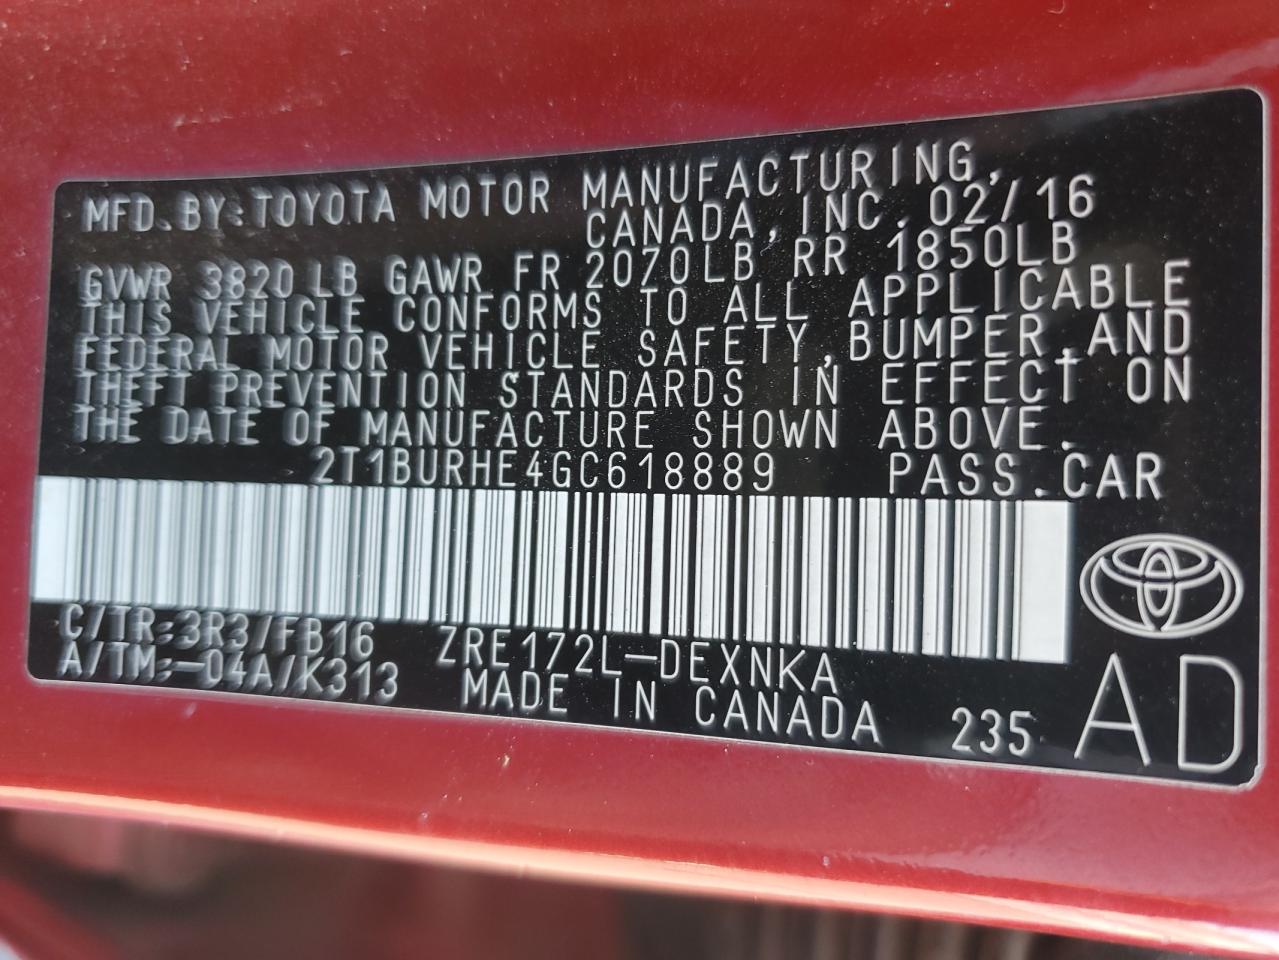 MFD.BY:TOYOTA MOTOR MANUFACTURING,
CANADA,INC.02/16
GVWR 3820LB GAWR FR 2070LB RR 1850LB
THIS VEHICLE CONFORMS TO ALL APPLICABLE
FEDERAL MOTOR VEHICLE SAFETY,BUMPER,AND
THEFT PREVENTION STANDARDS IN EFFECT ON
THE DATE OF MANUFACTURE SHOWN ABOVE.
2T1BURHE4GC618889 PASS.CAR
C/TR:3R3/FB16 ZRE172L-DEXNKA
A/TM:-04A/K313 MADE IN CANADA 235 AD